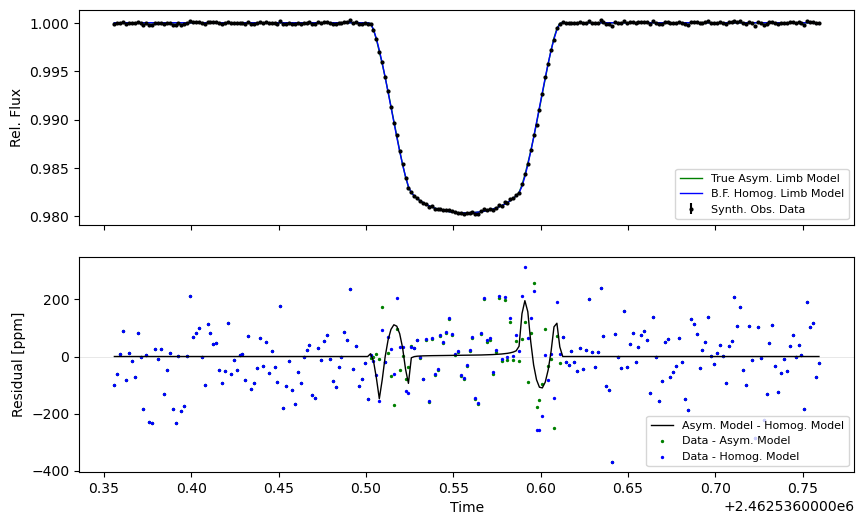 1.000
0.995
0.990
0.985
0.980
Rel. Flux
True Asym. Limb Model
B.F. Homog. Limb Model
Synth. Obs. Data
200
0
−200
−400
Residual [ppm]
Asym. Model - Homog. Model
Data - Asym. Model
Data - Homog. Model
0.35 0.40 0.45 0.50 0.55 0.60 0.65 0.70 0.75
Time
+2.4625360000e6